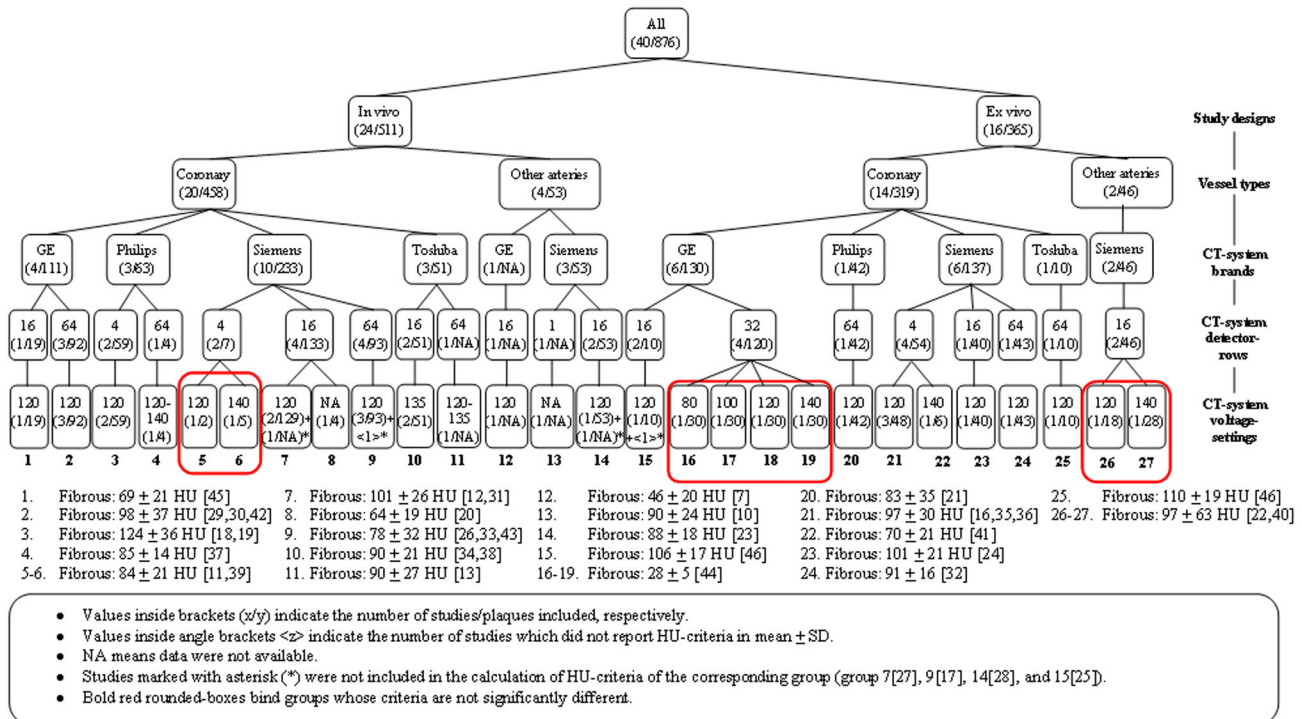 All
(40/876)
In vivo
(24/511)
Ex vivo
(16/365)
Study designs
Coronary
(20/458)
Other arteries
(4/53)
Coronary
(14/319)
Other arteries
(2/46)
Vessel types
GE
(4/111)
Philips
(3/63)
Siemens
(10/233)
Toshiba
(3/51)
GE
(1/NA)
Siemens
(3/53)
GE
(6/130)
Philips
(1/42)
Siemens
(6/137)
Toshiba
(1/10)
Siemens
(2/46)
CT-system
brands
16
(1/19)
64
(3/92)
4
(2/59)
64
(1/4)
4
(2/7)
16
(4/133)
64
(4/93)
16
(2/51)
64
(1/NA)
16
(1/NA)
1
(1/NA)
16
(2/53)
16
(2/10)
32
(4/120)
64
(1/42)
4
(4/54)
16
(1/40)
64
(1/43)
64
(1/10)
16
(2/46)
CT-system
detector-
rows
120
(1/19)
120
(3/92)
120
(2/59)
120-
140
(1/4)
120
(1/2)
140
(1/5)
120
(2/129)+
(1/NA)*
NA
(1/4)
120
(3/93)+
<1>*
135
(2/51)
120-
135
(1/NA)
120
(1/NA)
NA
(1/NA)
120
(1/53)+
(1/NA)*
120
(1/10)
+<1>*
80
(1/30)
100
(1/30)
120
(1/30)
140
(1/30)
120
(1/42)
120
(3/48)
140
(1/6)
120
(1/40)
120
(1/43)
120
(1/10)
120
(1/18)
140
(1/28)
CT-system
voltage-
settings
1 2 3 4 5 6 7 8 9 10 11 12 13 14 15 16 17 18 19 20 21 22 23 24 25 26 27
1. Fibrous: 69 ± 21 HU [45]
2. Fibrous: 98 ± 37 HU [29,30,42]
3. Fibrous: 124 ± 36 HU [18,19]
4. Fibrous: 85 ± 14 HU [37]
5-6. Fibrous: 84 ± 21 HU [11,39]
7. Fibrous: 101 ± 26 HU [12,31]
8. Fibrous: 64 ± 19 HU [20]
9. Fibrous: 78 ± 32 HU [26,33,43]
10. Fibrous: 90 ± 21 HU [34,38]
11. Fibrous: 90 ± 27 HU [13]
12. Fibrous: 46 ± 20 HU [7]
13. Fibrous: 90 ± 24 HU [10]
14. Fibrous: 88 ± 18 HU [23]
15. Fibrous: 106 ± 17 HU [46]
16-19. Fibrous: 28 ± 5 [44]
20. Fibrous: 83 ± 35 [21]
21. Fibrous: 97 ± 30 HU [16,35,36]
22. Fibrous: 70 ± 21 HU [41]
23. Fibrous: 101 ± 21 HU [24]
24. Fibrous: 91 ± 16 [32]
25. Fibrous: 110 ± 19 HU [46]
26-27. Fibrous: 97 ± 63 HU [22,40]
• Values inside brackets (x/y) indicate the number of studies/plaques included, respectively.
• Values inside angle brackets <z> indicate the number of studies which did not report HU-criteria in mean ± SD.
• NA means data were not available.
• Studies marked with asterisk (*) were not included in the calculation of HU-criteria of the corresponding group (group 7[27], 9[17], 14[28], and 15[25]).
• Bold red rounded-boxes bind groups whose criteria are not significantly different.